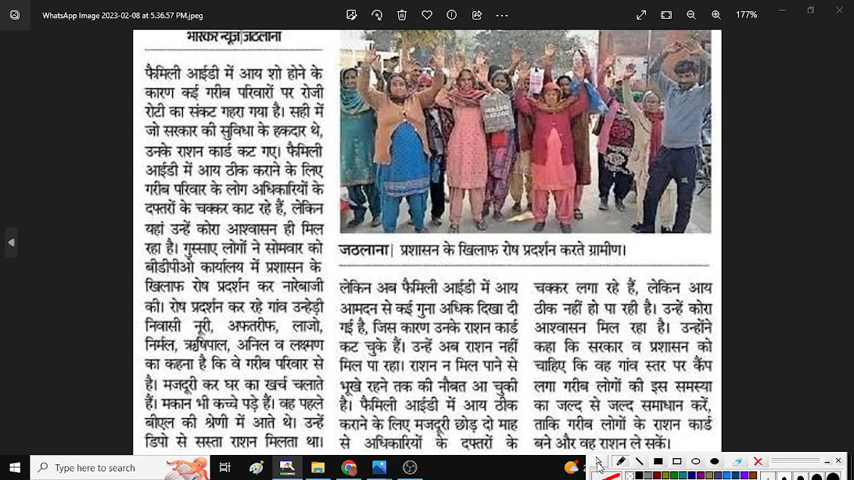 WhatsApp Image 2023-02-08 at 5.36.57 PM.jpeg
177%
भास्कर न्यूज|जठलाना
फैमिली आईडी में आय शो होने के
कारण कई गरीब परिवारों पर रोजी
रोटी का संकट गहरा गया है। सही में
जो सरकार की सुविधा के हकदार थे,
उनके राशन कार्ड कट गए। फैमिली
आईडी में आय ठीक कराने के लिए
गरीब परिवार के लोग अधिकारियों के
दफ्तरों के चक्कर काट रहे हैं, लेकिन
यहां उन्हें कोरा आश्वासन ही मिल
रहा है। गुस्साए लोगों ने सोमवार को
बीडीपीओ कार्यालय में प्रशासन के
खिलाफ रोष प्रदर्शन कर नारेबाजी
की। रोष प्रदर्शन कर रहे गांव उन्हेड़ी
निवासी नूरी, अफतरीफ, लाजो,
निर्मल, ऋषिपाल, अनिल व लक्ष्मण
का कहना है कि वे गरीब परिवार से
है। मजदूरी कर घर का खर्च चलाते
हैं। मकान भी कच्चे पड़े हैं। वह पहले
बीएल की श्रेणी में आते थे। उन्हें
डिपो से सस्ता राशन मिलता था।
जठलाना| प्रशासन के खिलाफ रोष प्रदर्शन करते ग्रामीण।
लेकिन अब फैमिली आईडी में आय
आमदन से कई गुना अधिक दिखा दी
गई है, जिस कारण उनके राशन कार्ड
कट चुके हैं। उन्हें अब राशन नहीं
मिल पा रहा। राशन न मिल पाने से
भूखे रहने तक की नौबत आ चुकी
है। फैमिली आईडी में आय ठीक
कराने के लिए मजदूरी छोड़ दो माह
से अधिकारियों के दफ्तरों के
चक्कर लगा रहे हैं, लेकिन आय
ठीक नहीं हो पा रही है। उन्हें कोरा
आश्वासन मिल रहा है। उन्होंने
कहा कि सरकार व प्रशासन को
चाहिए कि वह गांव स्तर पर कैंप
लगा गरीब लोगों की इस समस्या
का जल्द से जल्द समाधान करें,
ताकि गरीब लोगों के राशन कार्ड
बने और वह राशन ले सकें।
Type here to search